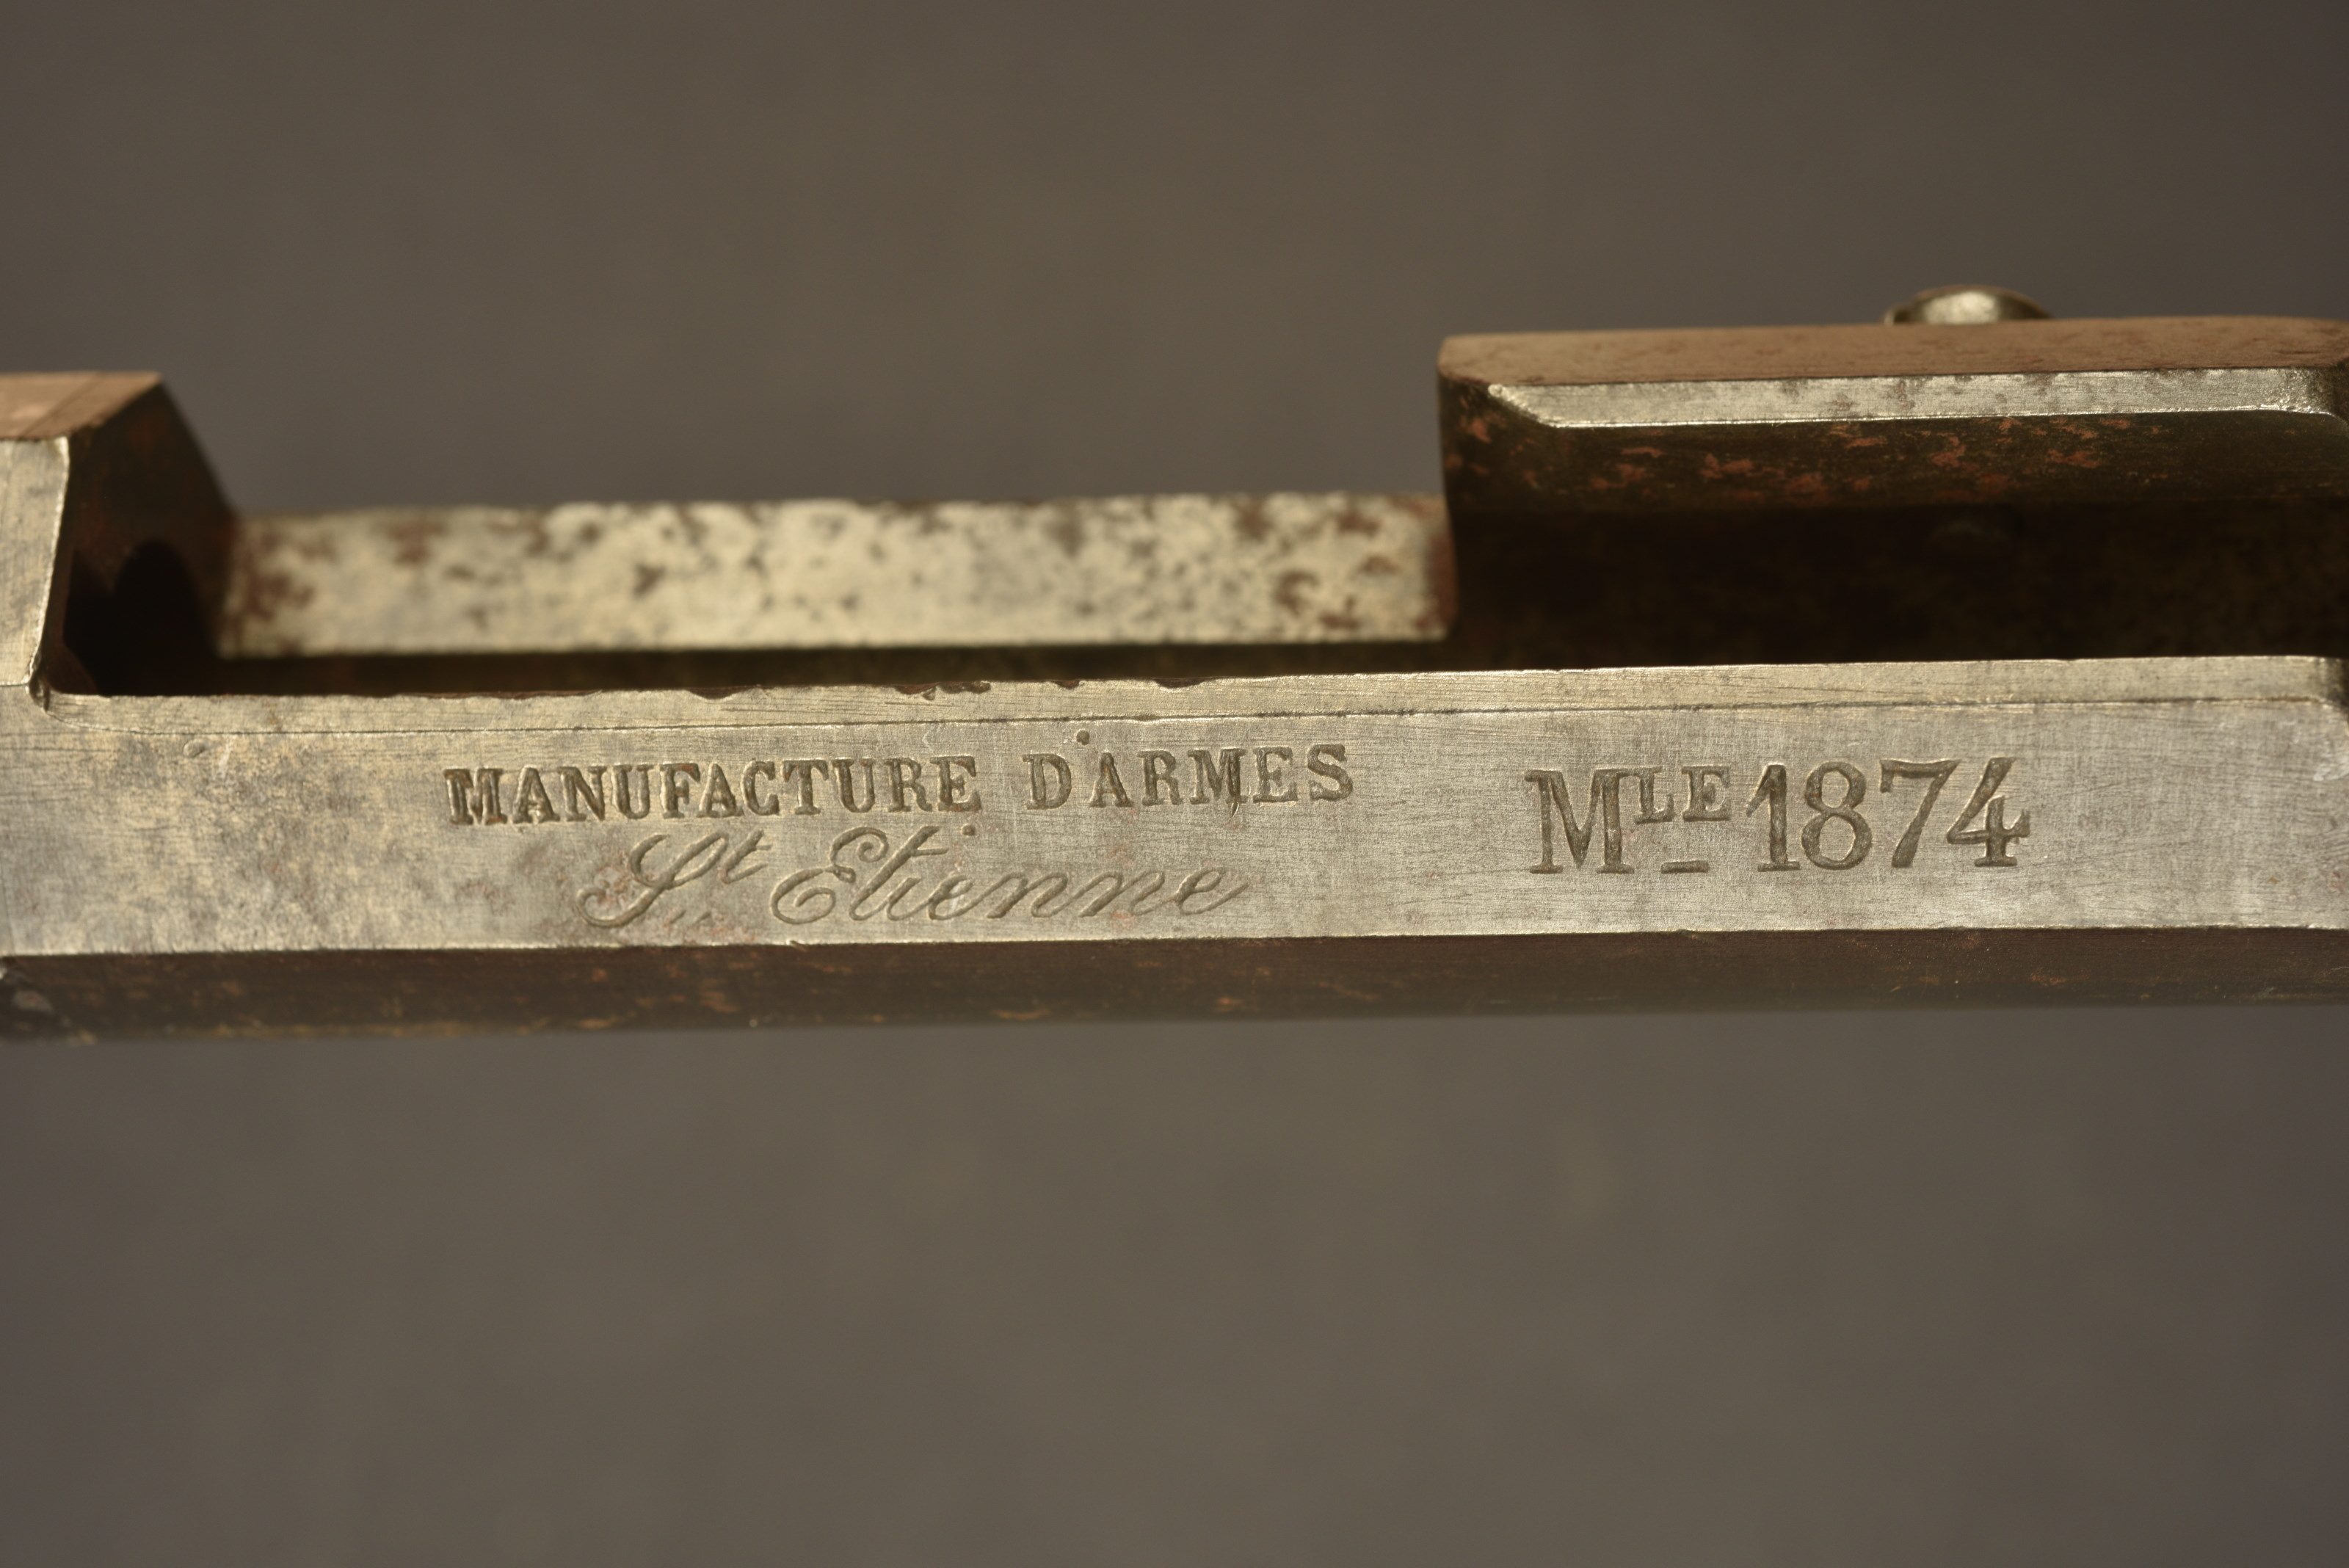 MANUFACTURE D'ARMES
St Etienne
MLE 1874